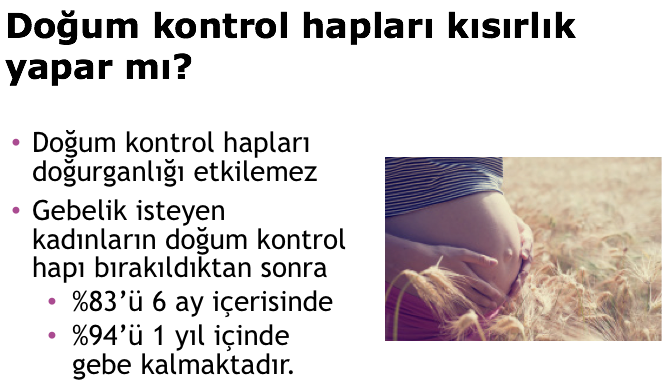 Doğum kontrol hapları kısırlık
yapar mı?
• Doğum kontrol hapları
doğurganlığı etkilemez
• Gebelik isteyen
kadınların doğum kontrol
hapı bırakıldıktan sonra
• %83’ü 6 ay içerisinde
• %94’ü 1 yıl içinde
gebe kalmaktadır.